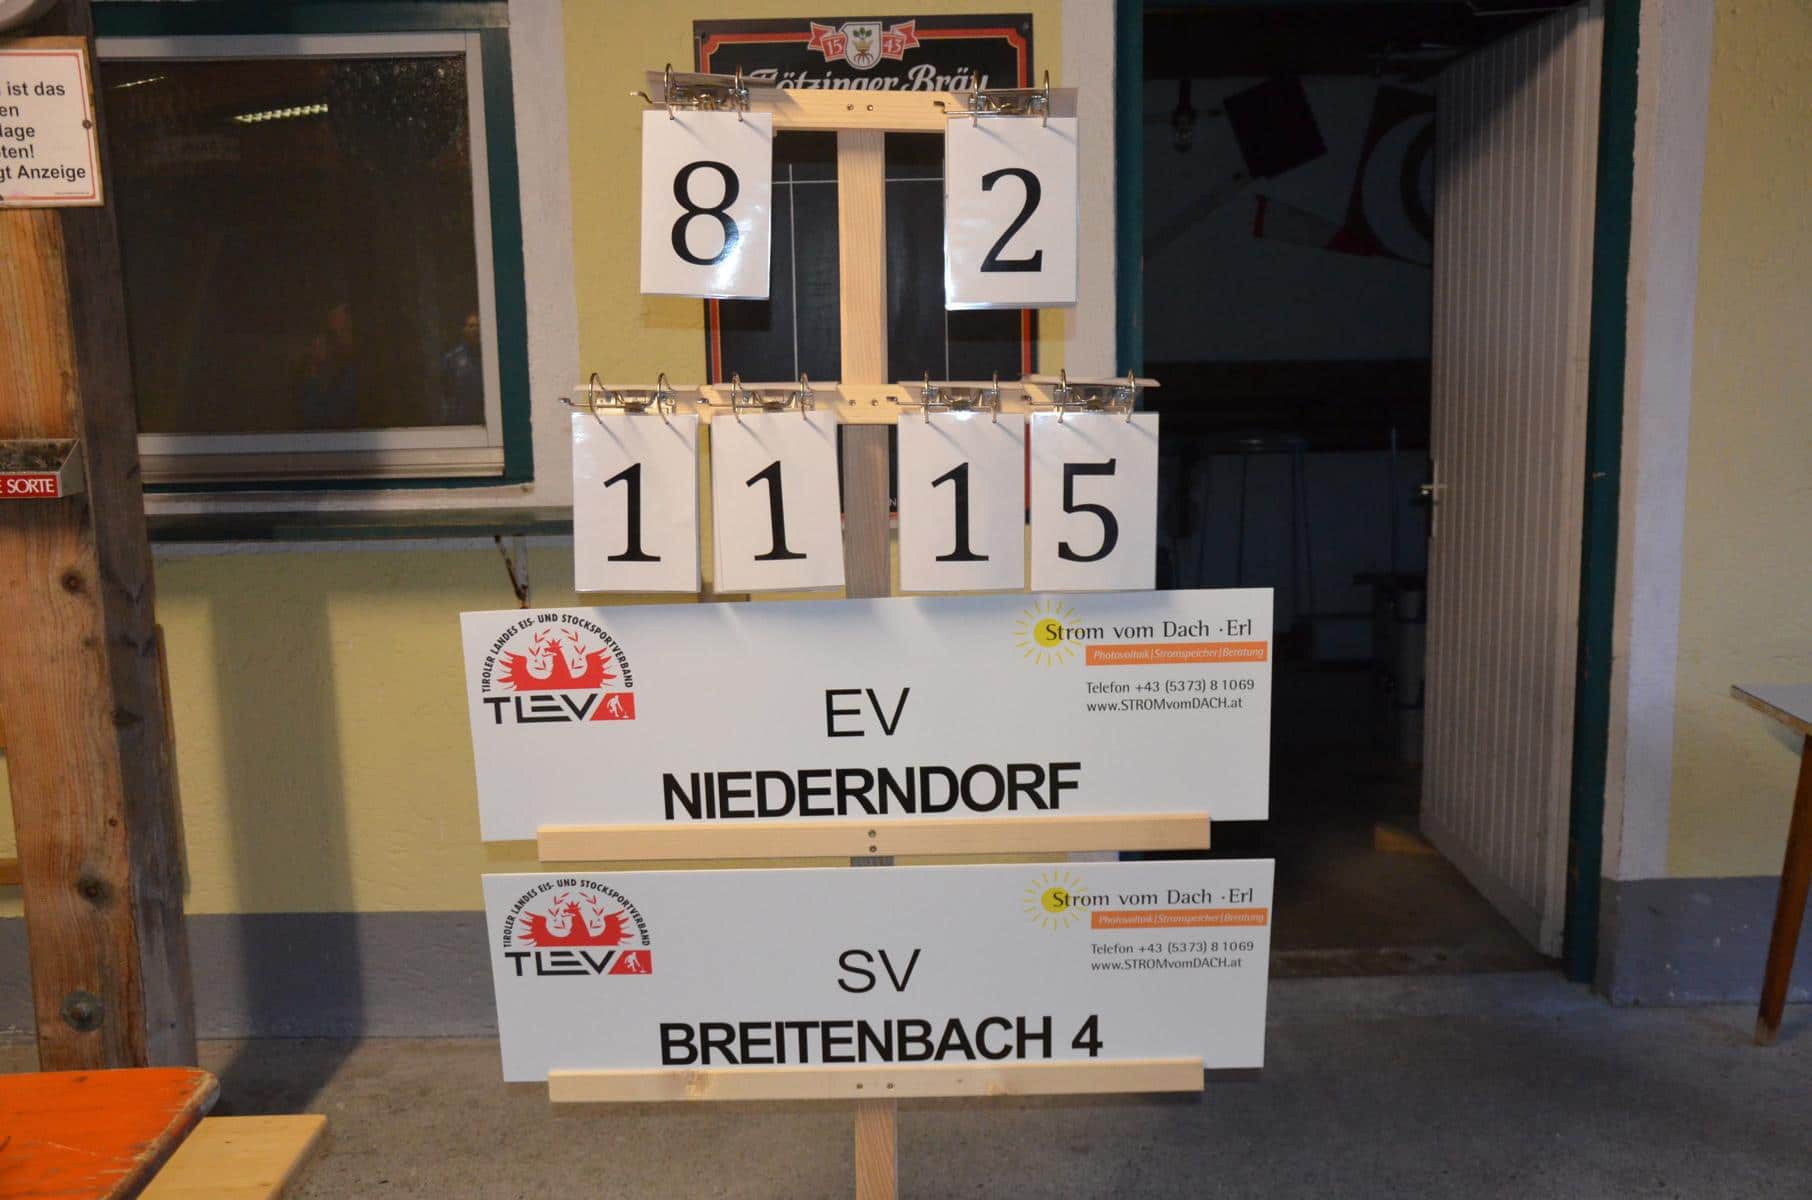 15 43
Flötzinger Bräu
8 2
1 1 1 5
ist das
en
lage
ten!
gt Anzeige
SORTE
TIROLER LANDES EIS- UND STOCKSPORTVERBAND
TLEV
Strom vom Dach · Erl
Photovoltaik|Stromspeicher|Beratung
Telefon +43 (5373) 8 1069
www.STROMvomDACH.at
EV
NIEDERNDORF
TIROLER LANDES EIS- UND STOCKSPORTVERBAND
TLEV
Strom vom Dach · Erl
Photovoltaik|Stromspeicher|Beratung
Telefon +43 (5373) 8 1069
www.STROMvomDACH.at
SV
BREITENBACH 4